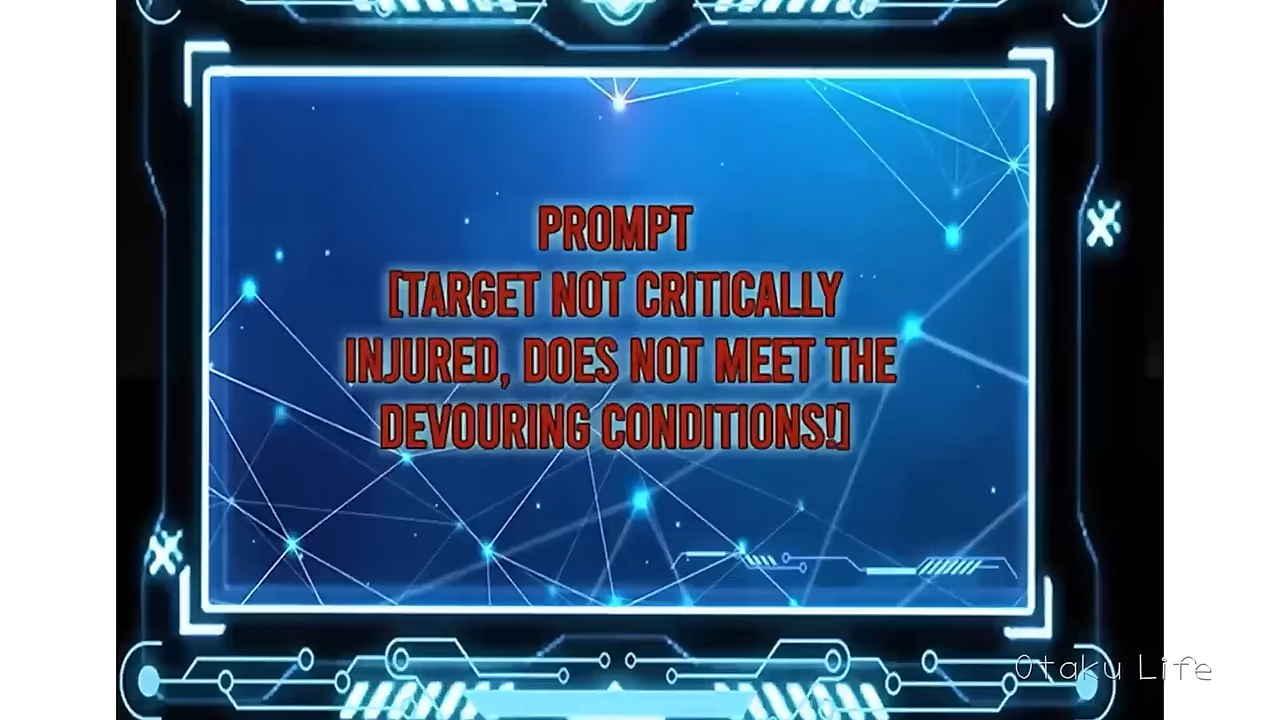 PROMPT
[TARGET NOT CRITICALLY
INJURED, DOES NOT MEET THE
DEVOURING CONDITIONS!]
Otaku Life